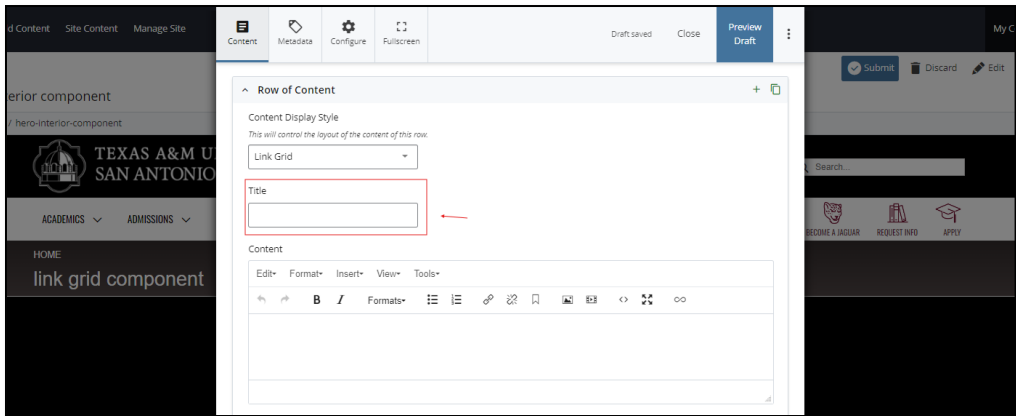 d Content Site Content Manage Site
My C
Content Metadata Configure Fullscreen
Draft saved Close Preview Draft
Submit Discard Edit
erior component
/ hero-interior-component
Row of Content
Content Display Style
This will control the layout of the content of this row.
Link Grid
TEXAS A&M U
SAN ANTONIO
Search...
Title
ACADEMICS ADMISSIONS
BECOME A JAGUAR REQUEST INFO APPLY
HOME
link grid component
Content
Edit Format Insert View Tools
B I Formats